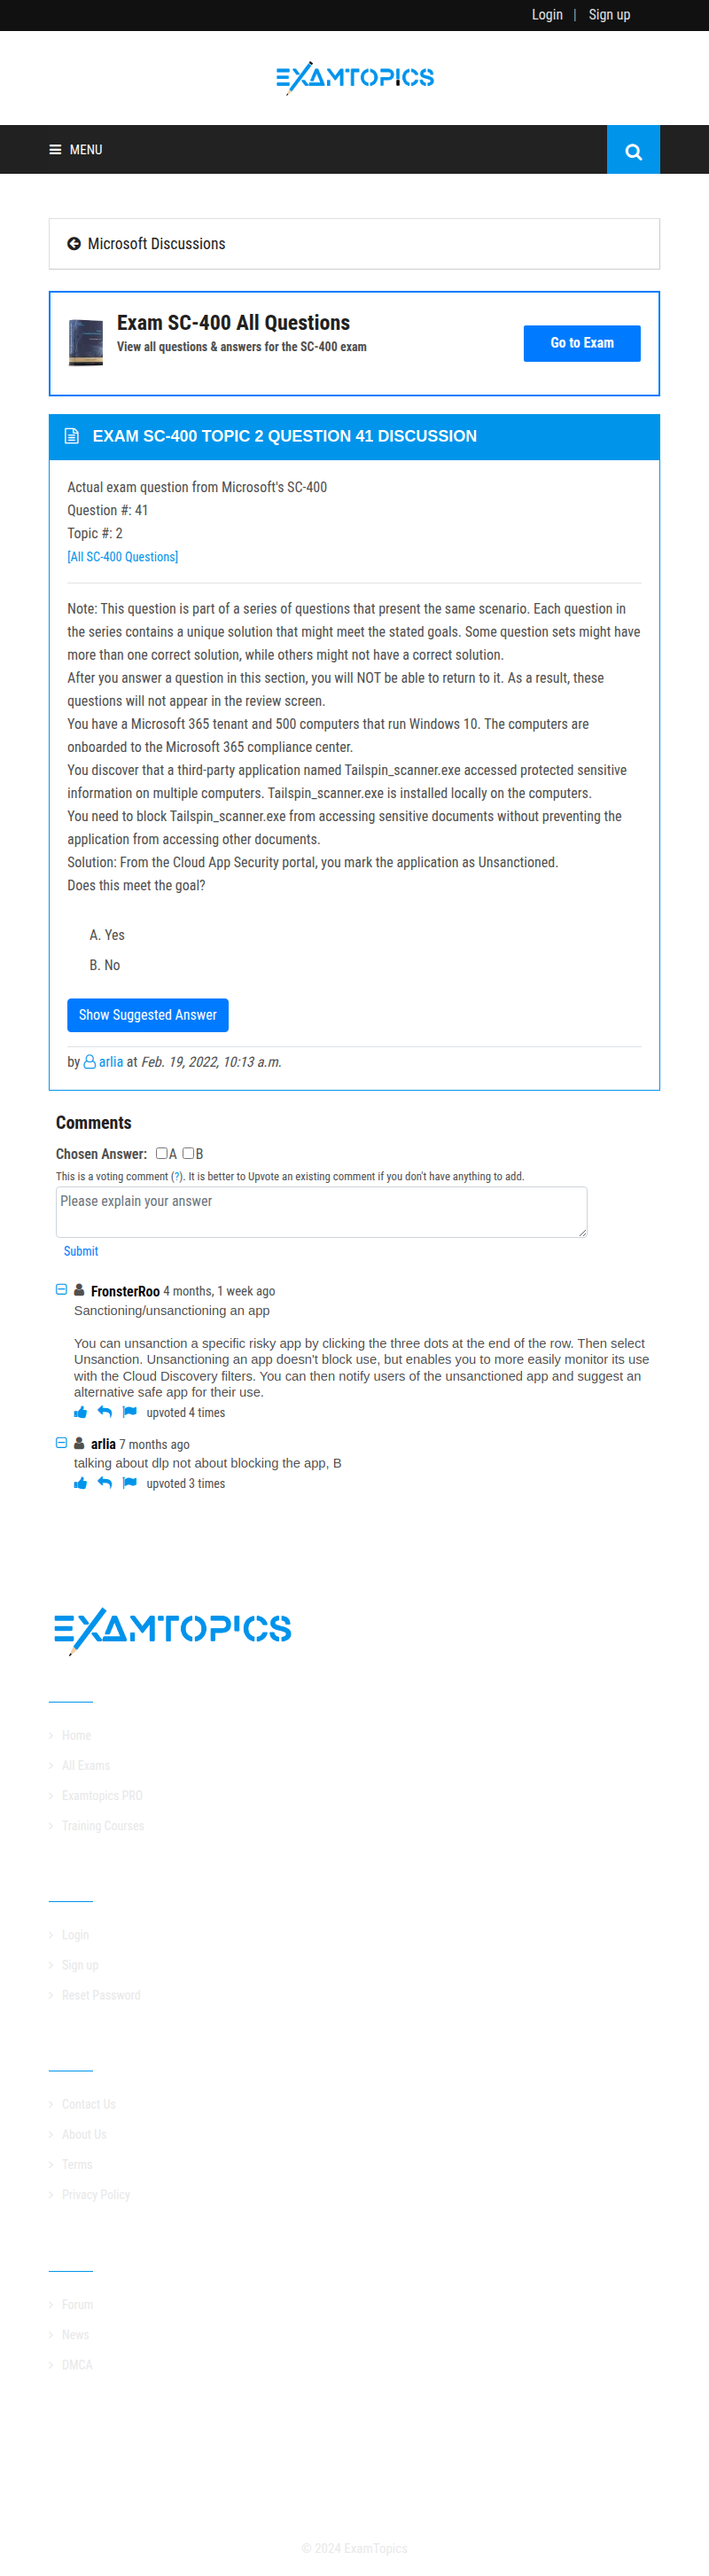 Login | Sign up
EXAMTOPICS
MENU
Microsoft Discussions
Exam SC-400 All Questions
View all questions & answers for the SC-400 exam
Go to Exam
EXAM SC-400 TOPIC 2 QUESTION 41 DISCUSSION
Actual exam question from Microsoft's SC-400
Question #: 41
Topic #: 2
[All SC-400 Questions]
Note: This question is part of a series of questions that present the same scenario. Each question in
the series contains a unique solution that might meet the stated goals. Some question sets might have
more than one correct solution, while others might not have a correct solution.
After you answer a question in this section, you will NOT be able to return to it. As a result, these
questions will not appear in the review screen.
You have a Microsoft 365 tenant and 500 computers that run Windows 10. The computers are
onboarded to the Microsoft 365 compliance center.
You discover that a third-party application named Tailspin_scanner.exe accessed protected sensitive
information on multiple computers. Tailspin_scanner.exe is installed locally on the computers.
You need to block Tailspin_scanner.exe from accessing sensitive documents without preventing the
application from accessing other documents.
Solution: From the Cloud App Security portal, you mark the application as Unsanctioned.
Does this meet the goal?
A. Yes
B. No
Show Suggested Answer
by arlia at Feb. 19, 2022, 10:13 a.m.
Comments
Chosen Answer: A B
This is a voting comment (?). It is better to Upvote an existing comment if you don't have anything to add.
Please explain your answer
Submit
FronsterRoo 4 months, 1 week ago
Sanctioning/unsanctioning an app
You can unsanction a specific risky app by clicking the three dots at the end of the row. Then select
Unsanction. Unsanctioning an app doesn't block use, but enables you to more easily monitor its use
with the Cloud Discovery filters. You can then notify users of the unsanctioned app and suggest an
alternative safe app for their use.
upvoted 4 times
arlia 7 months ago
talking about dlp not about blocking the app, B
upvoted 3 times
EXAMTOPICS
Home
All Exams
Examtopics PRO
Training Courses
Login
Sign up
Reset Password
Contact Us
About Us
Terms
Privacy Policy
Forum
News
DMCA
© 2024 ExamTopics